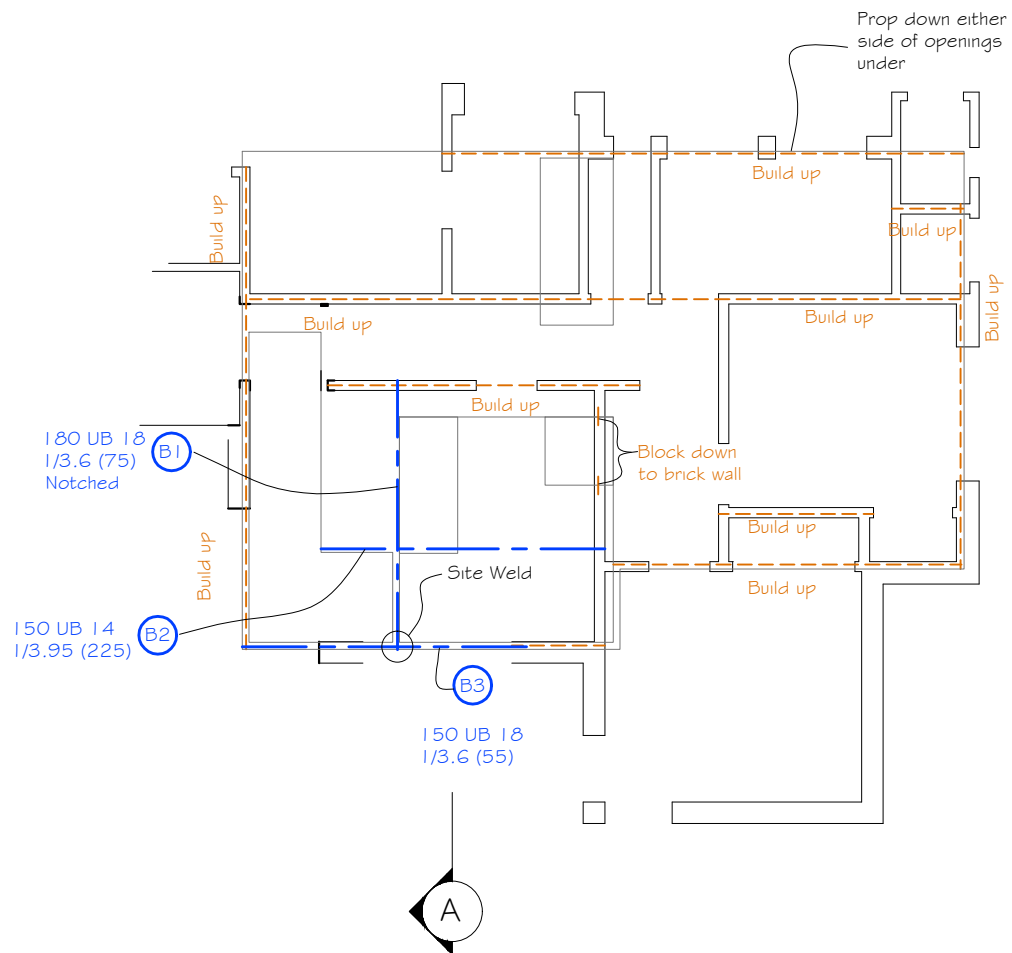 Prop down either
side of openings
under
Build up
Build up
Build up
Build up
Build up
Build up
Build up
180 UB 18
1/3.6 (75)
Notched
B1
Block down
to brick wall
Build up
Build up
Site Weld
Build up
150 UB 14
1/3.95 (225)
B2
B3
150 UB 18
1/3.6 (55)
A